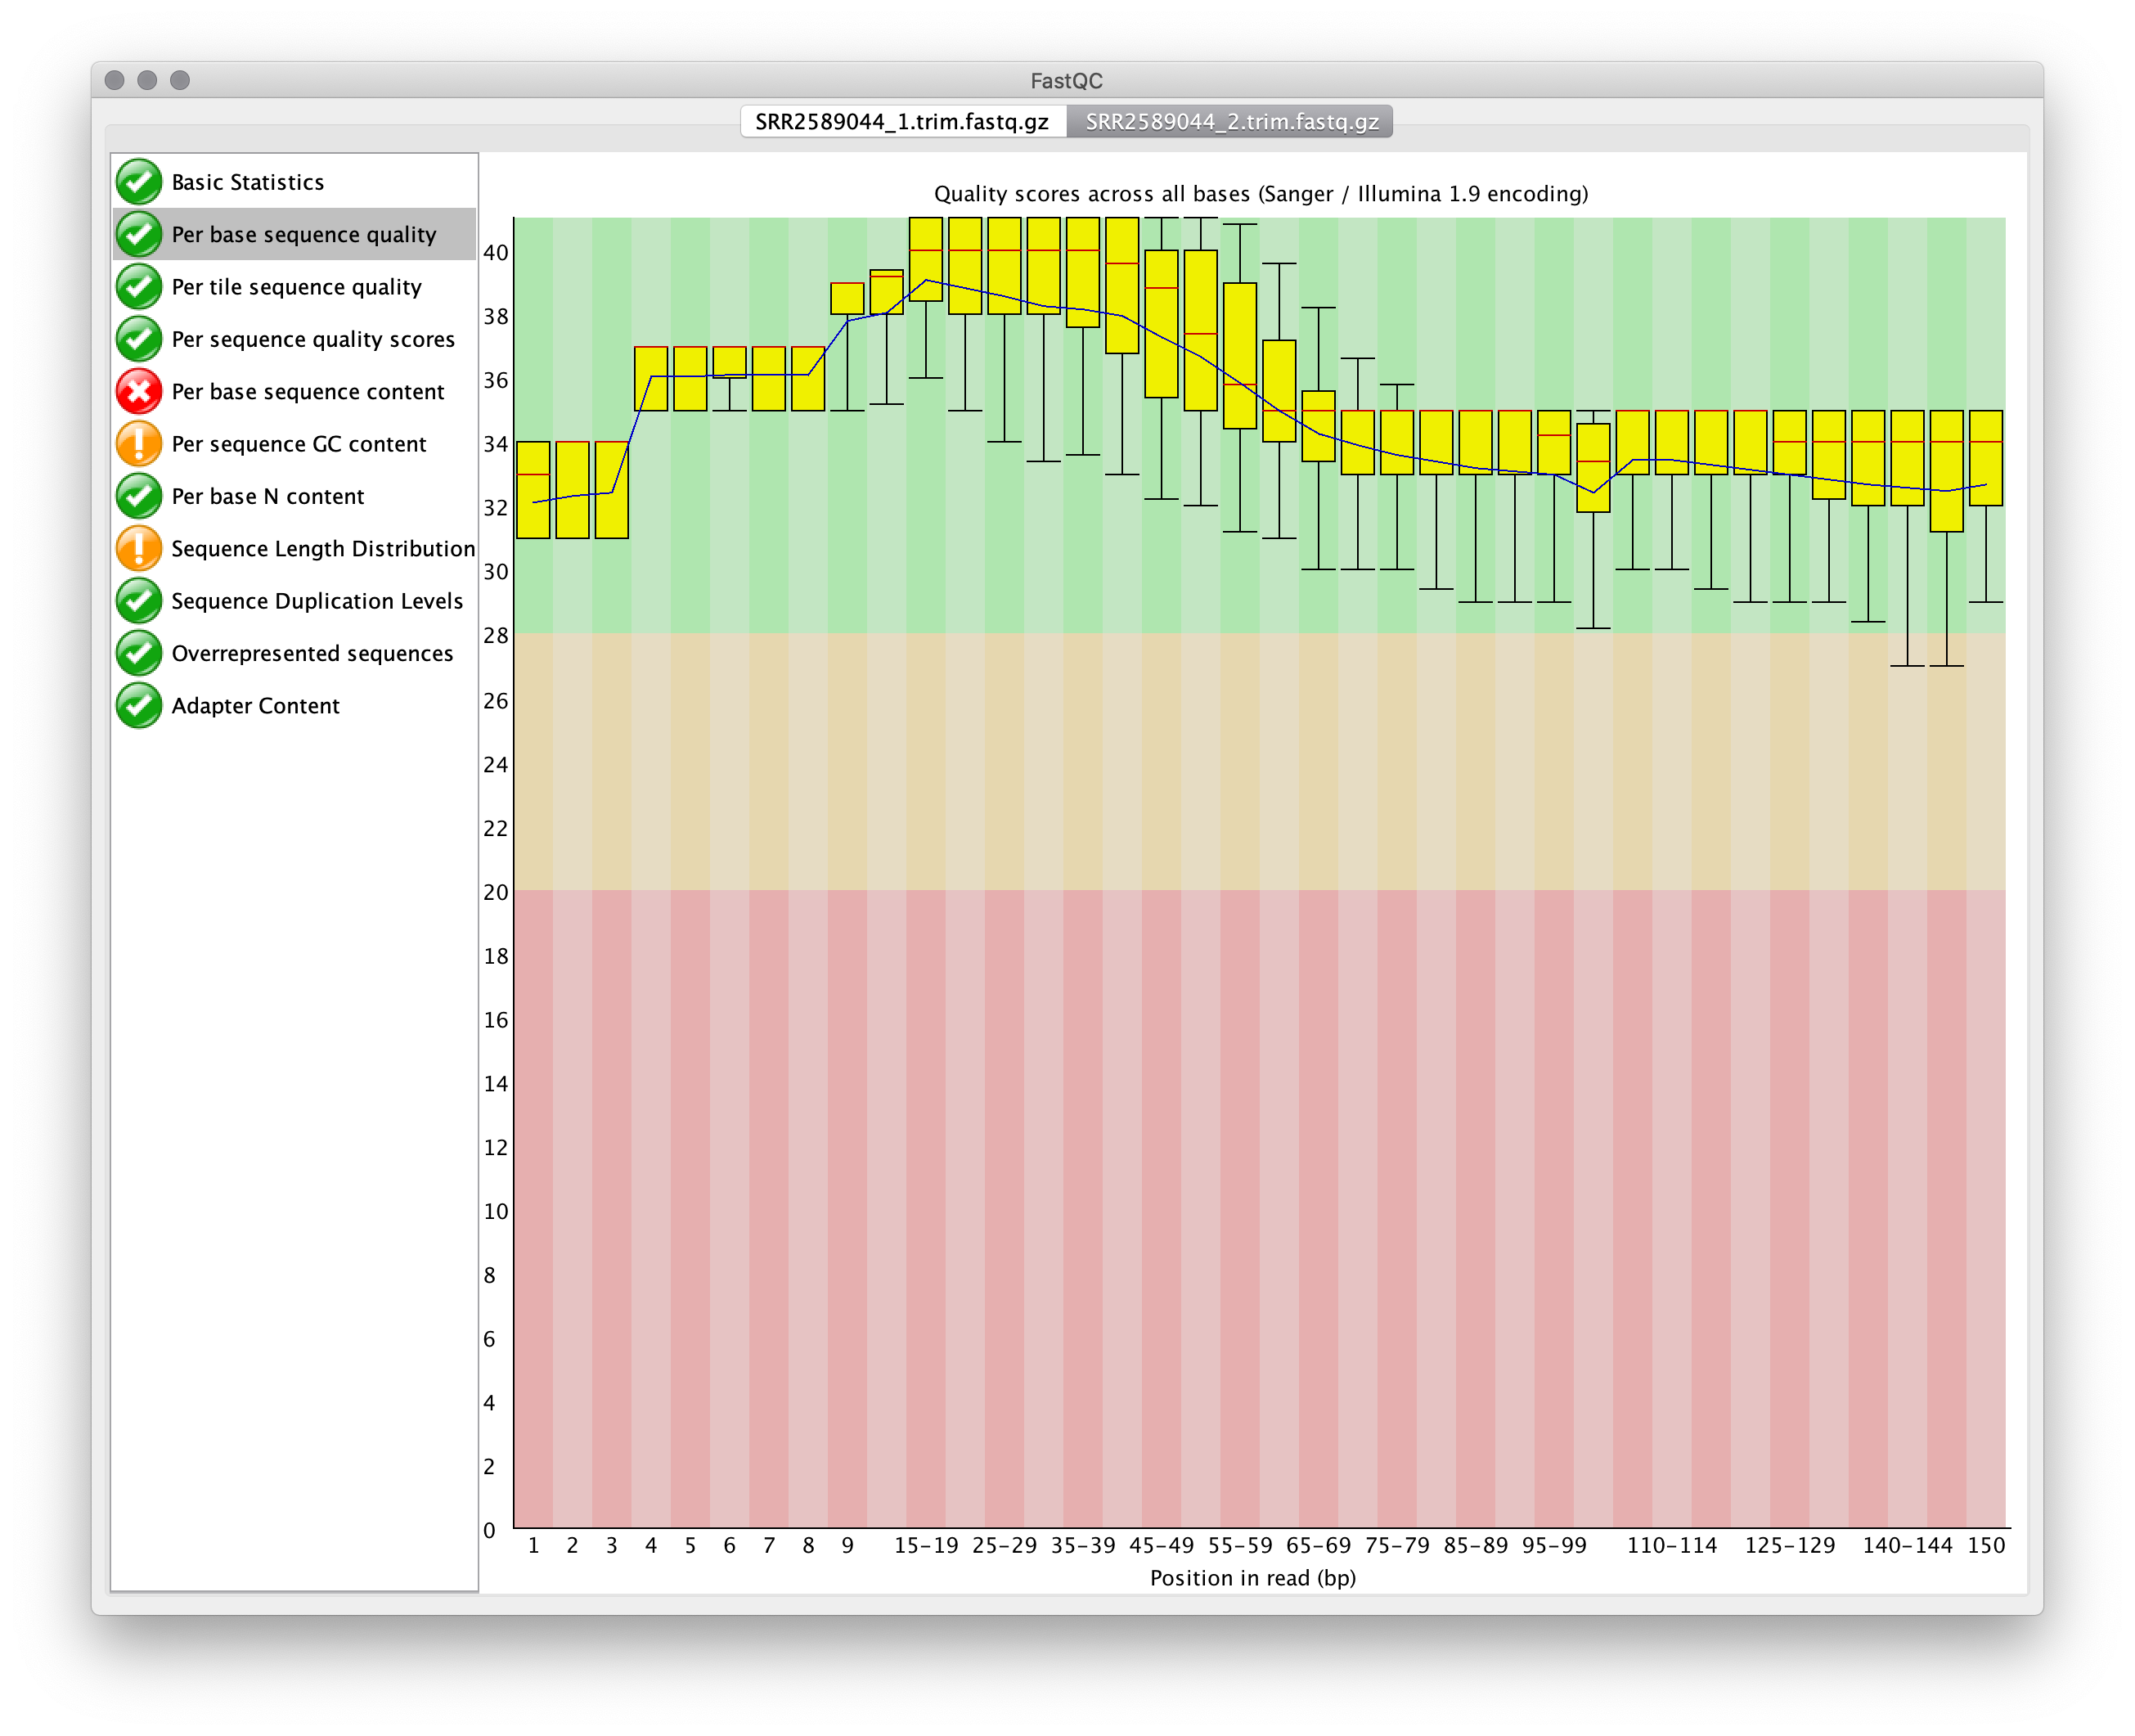 FastQC
SRR2589044_1.trim.fastq.gz SRR2589044_2.trim.fastq.gz
Basic Statistics
Per base sequence quality
Per tile sequence quality
Per sequence quality scores
Per base sequence content
Per sequence GC content
Per base N content
Sequence Length Distribution
Sequence Duplication Levels
Overrepresented sequences
Adapter Content
Quality scores across all bases (Sanger / Illumina 1.9 encoding)
40
38
36
34
32
30
28
26
24
22
20
18
16
14
12
10
8
6
4
2
0
1 2 3 4 5 6 7 8 9 15-19 25-29 35-39 45-49 55-59 65-69 75-79 85-89 95-99 110-114 125-129 140-144 150
Position in read (bp)